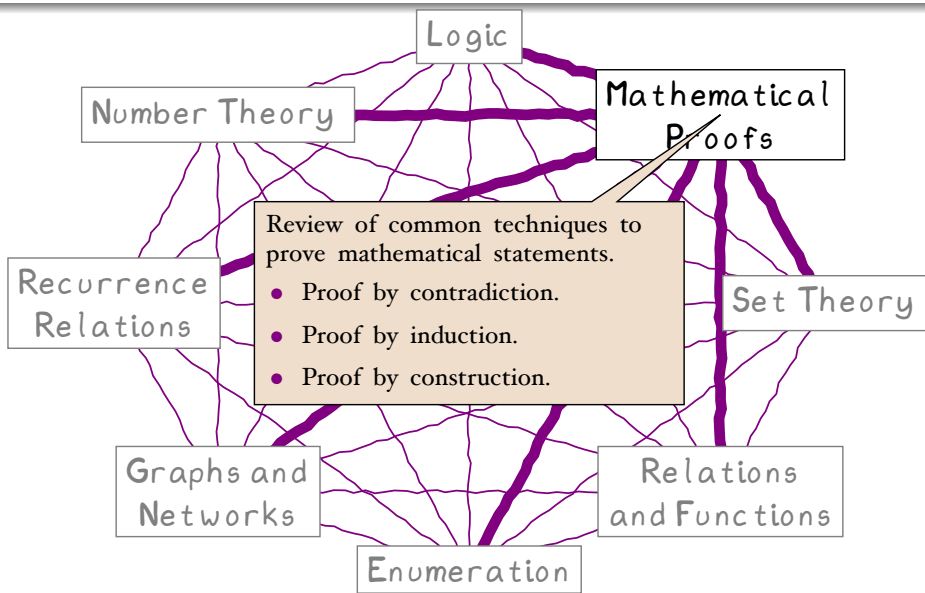 Logic
Mathematical
Proofs
Number Theory
Review of common techniques to
prove mathematical statements.
• Proof by contradiction.
• Proof by induction.
• Proof by construction.
Recurrence
Relations
Set Theory
Graphs and
Networks
Relations
and Functions
Enumeration